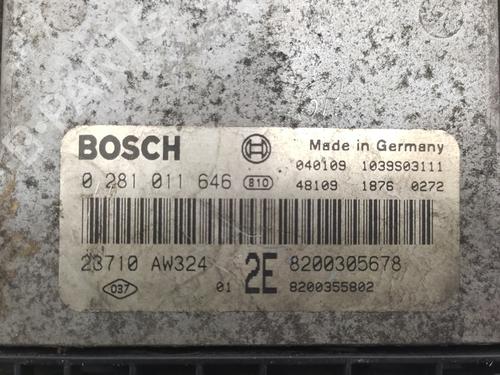 BOSCH Made in Germany
040109 1039S03111
0 281 011 646 810 48109 1876 0272
23710 AW324 2E 8200305678
037 01 8200355802